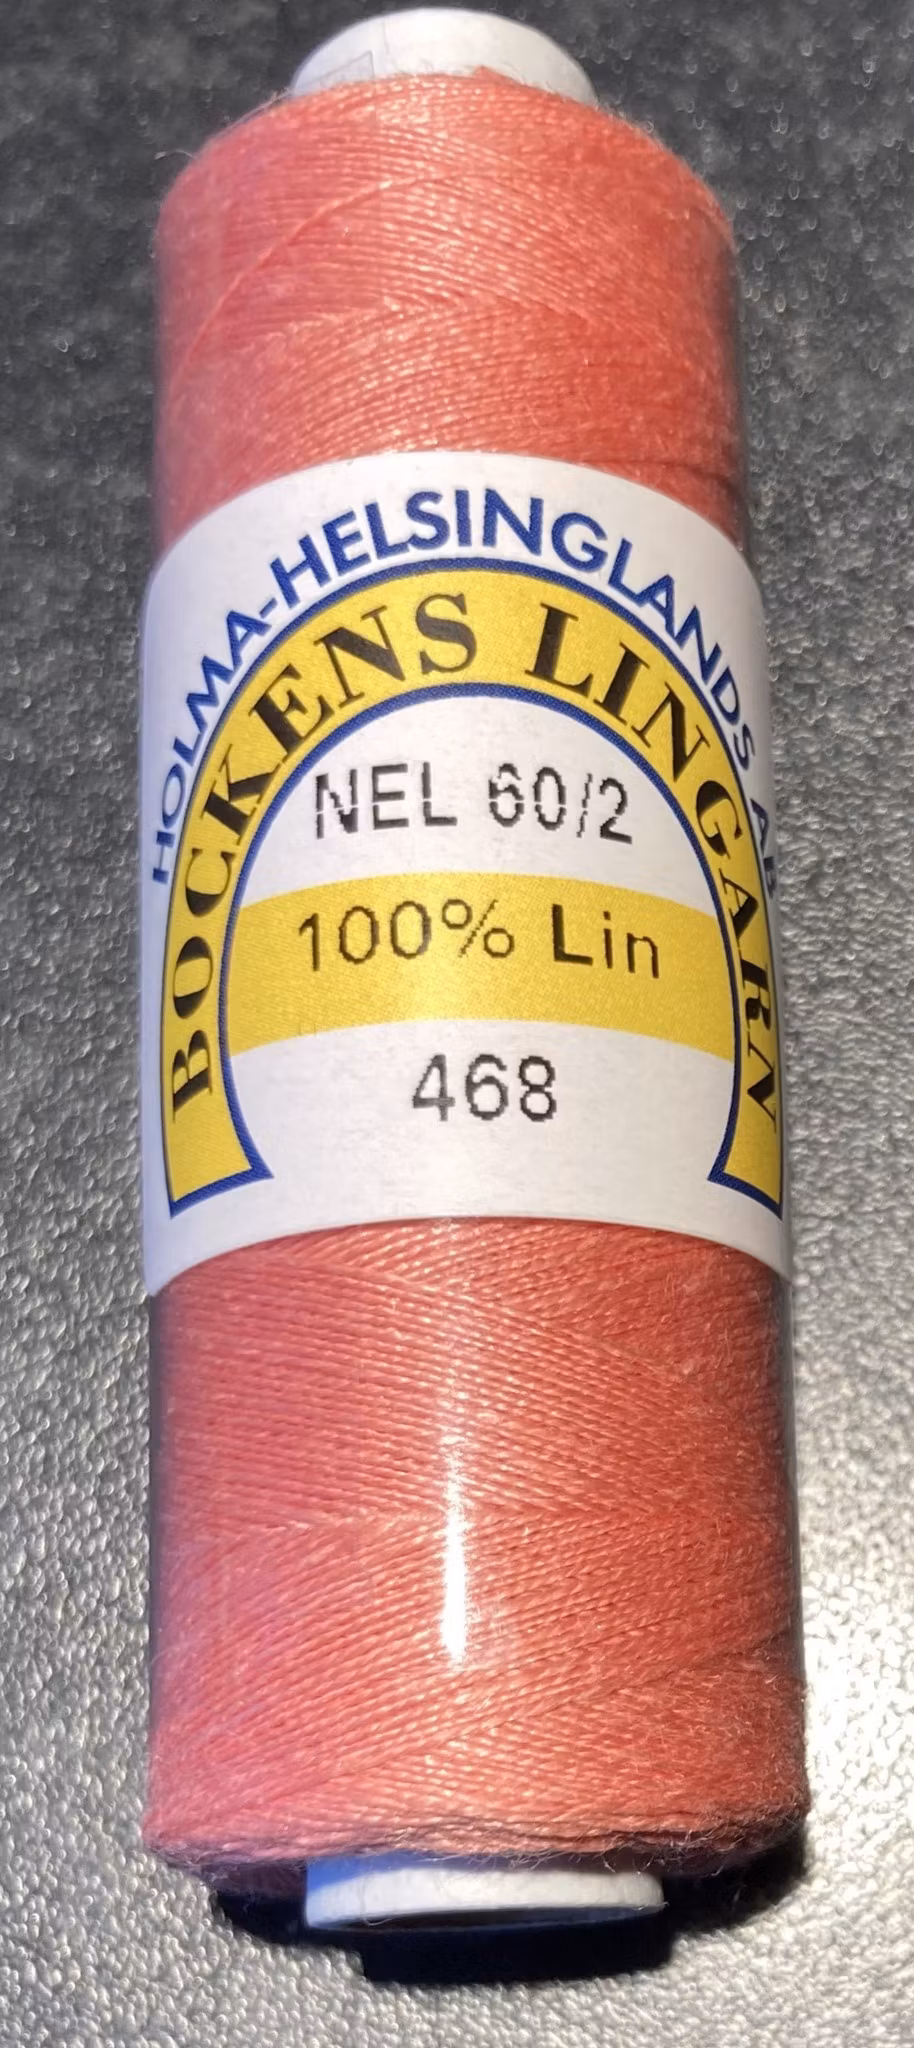 HOLMA-HELSINGLANDS AB
BOCKENS LINGARN
NEL 60/2
100% Lin
468